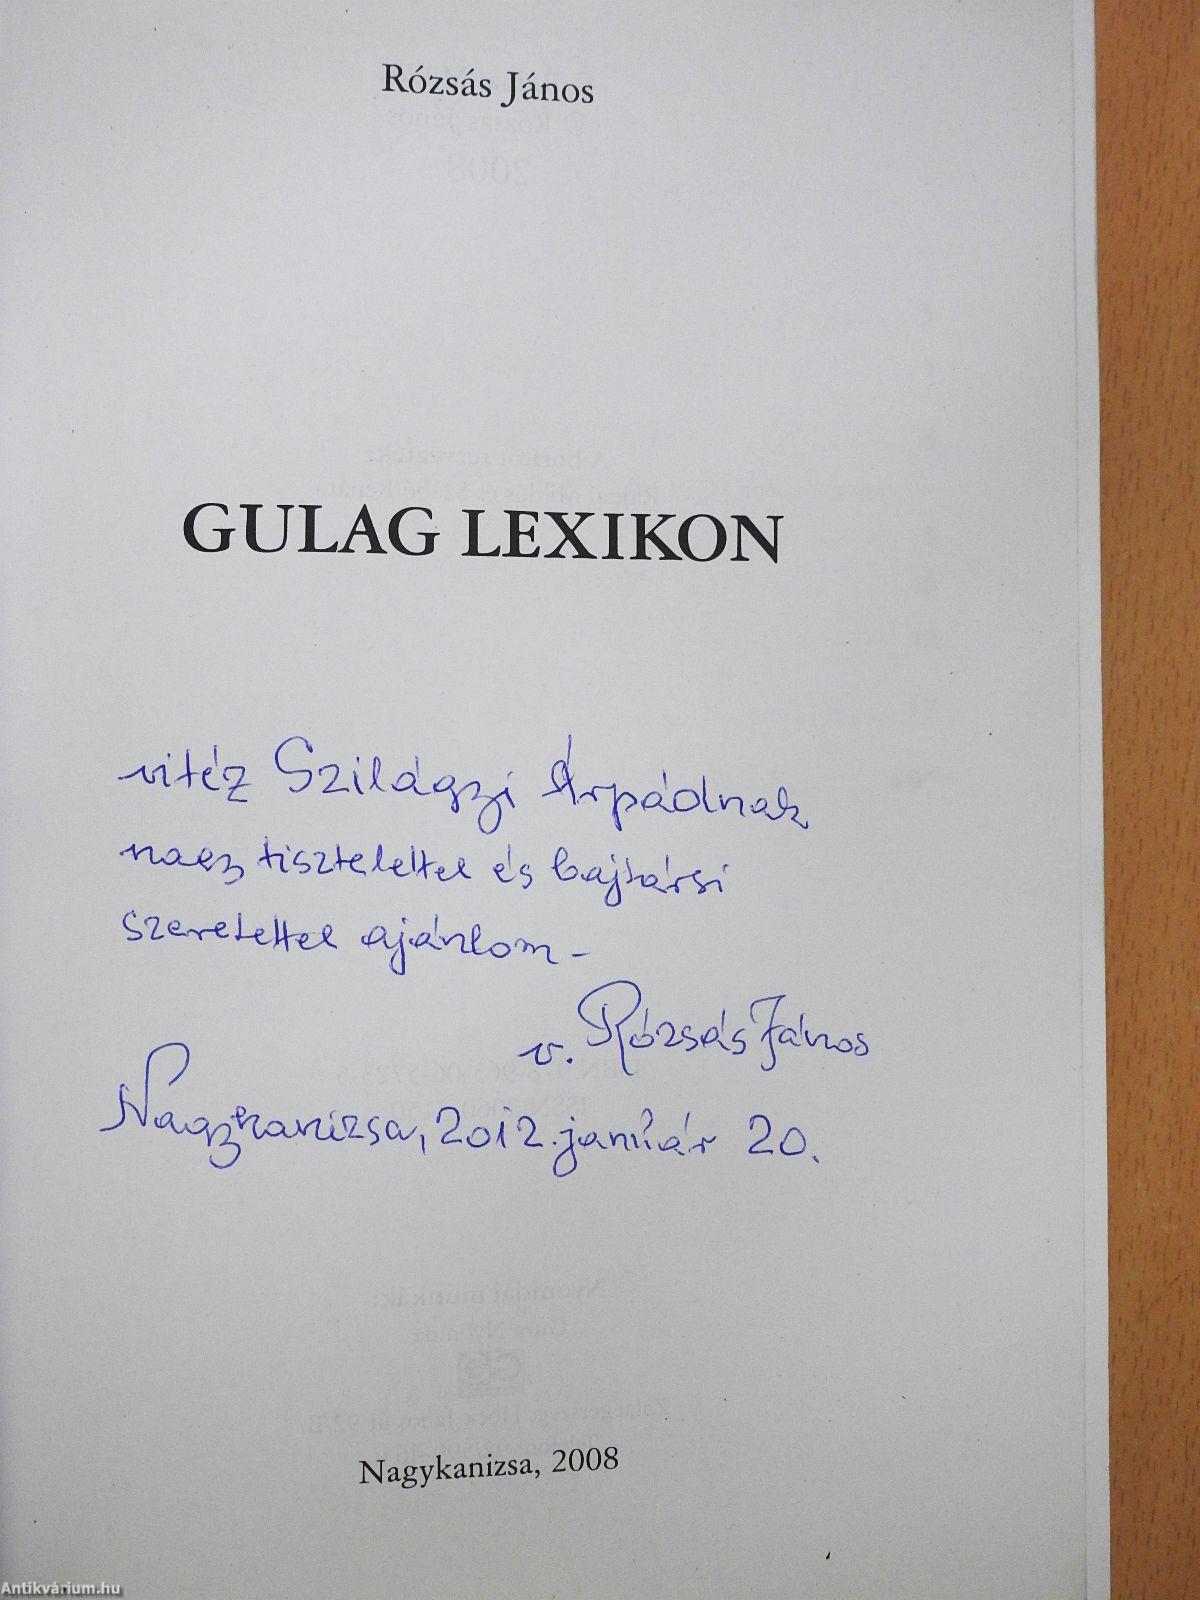 Rózsás János
GULAG LEXIKON
vitéz Szilágyi Árpádnak
nagy tisztelettel és bajtársi
szeretettel ajánlom –
v. Rózsás János
Nagykanizsa, 2012. január 20.
Nagykanizsa, 2008
Antikvárium.hu